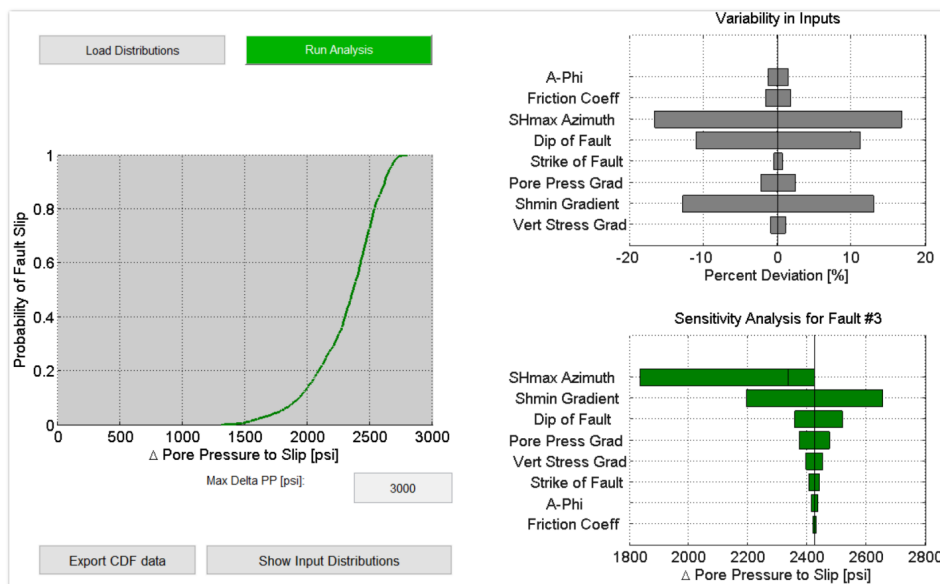 Load Distributions
Run Analysis
Probability of Fault Slip
1
0.8
0.6
0.4
0.2
0
0 500 1000 1500 2000 2500 3000
Δ Pore Pressure to Slip [psi]
Max Delta PP [psi]:
3000
Export CDF data
Show Input Distributions
Variability in Inputs
A-Phi
Friction Coeff
SHmax Azimuth
Dip of Fault
Strike of Fault
Pore Press Grad
Shmin Gradient
Vert Stress Grad
-20 -10 0 10 20
Percent Deviation [%]
Sensitivity Analysis for Fault #3
SHmax Azimuth
Shmin Gradient
Dip of Fault
Pore Press Grad
Vert Stress Grad
Strike of Fault
A-Phi
Friction Coeff
1800 2000 2200 2400 2600 2800
Δ Pore Pressure to Slip [psi]